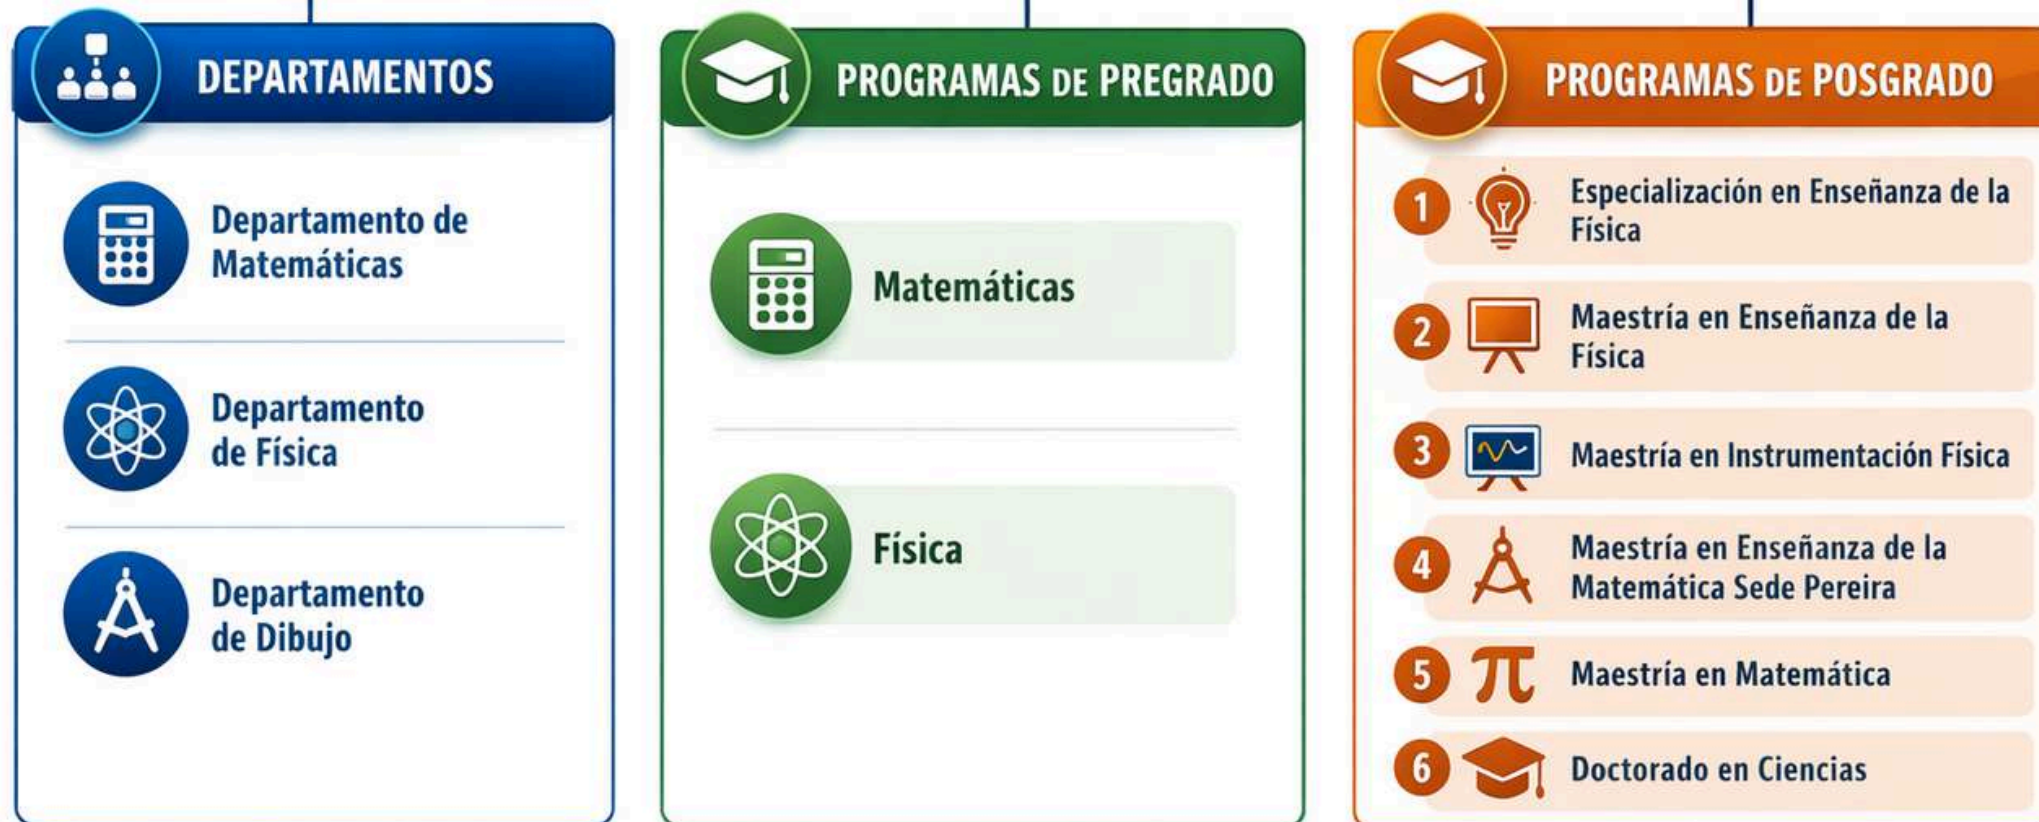 DEPARTAMENTOS
Departamento de
Matemáticas
Departamento
de Física
Departamento
de Dibujo
PROGRAMAS DE PREGRADO
Matemáticas
Física
PROGRAMAS DE POSGRADO
1 Especialización en Enseñanza de la
Física
2 Maestría en Enseñanza de la
Física
3 Maestría en Instrumentación Física
4 Maestría en Enseñanza de la
Matemática Sede Pereira
5 π Maestría en Matemática
6 Doctorado en Ciencias